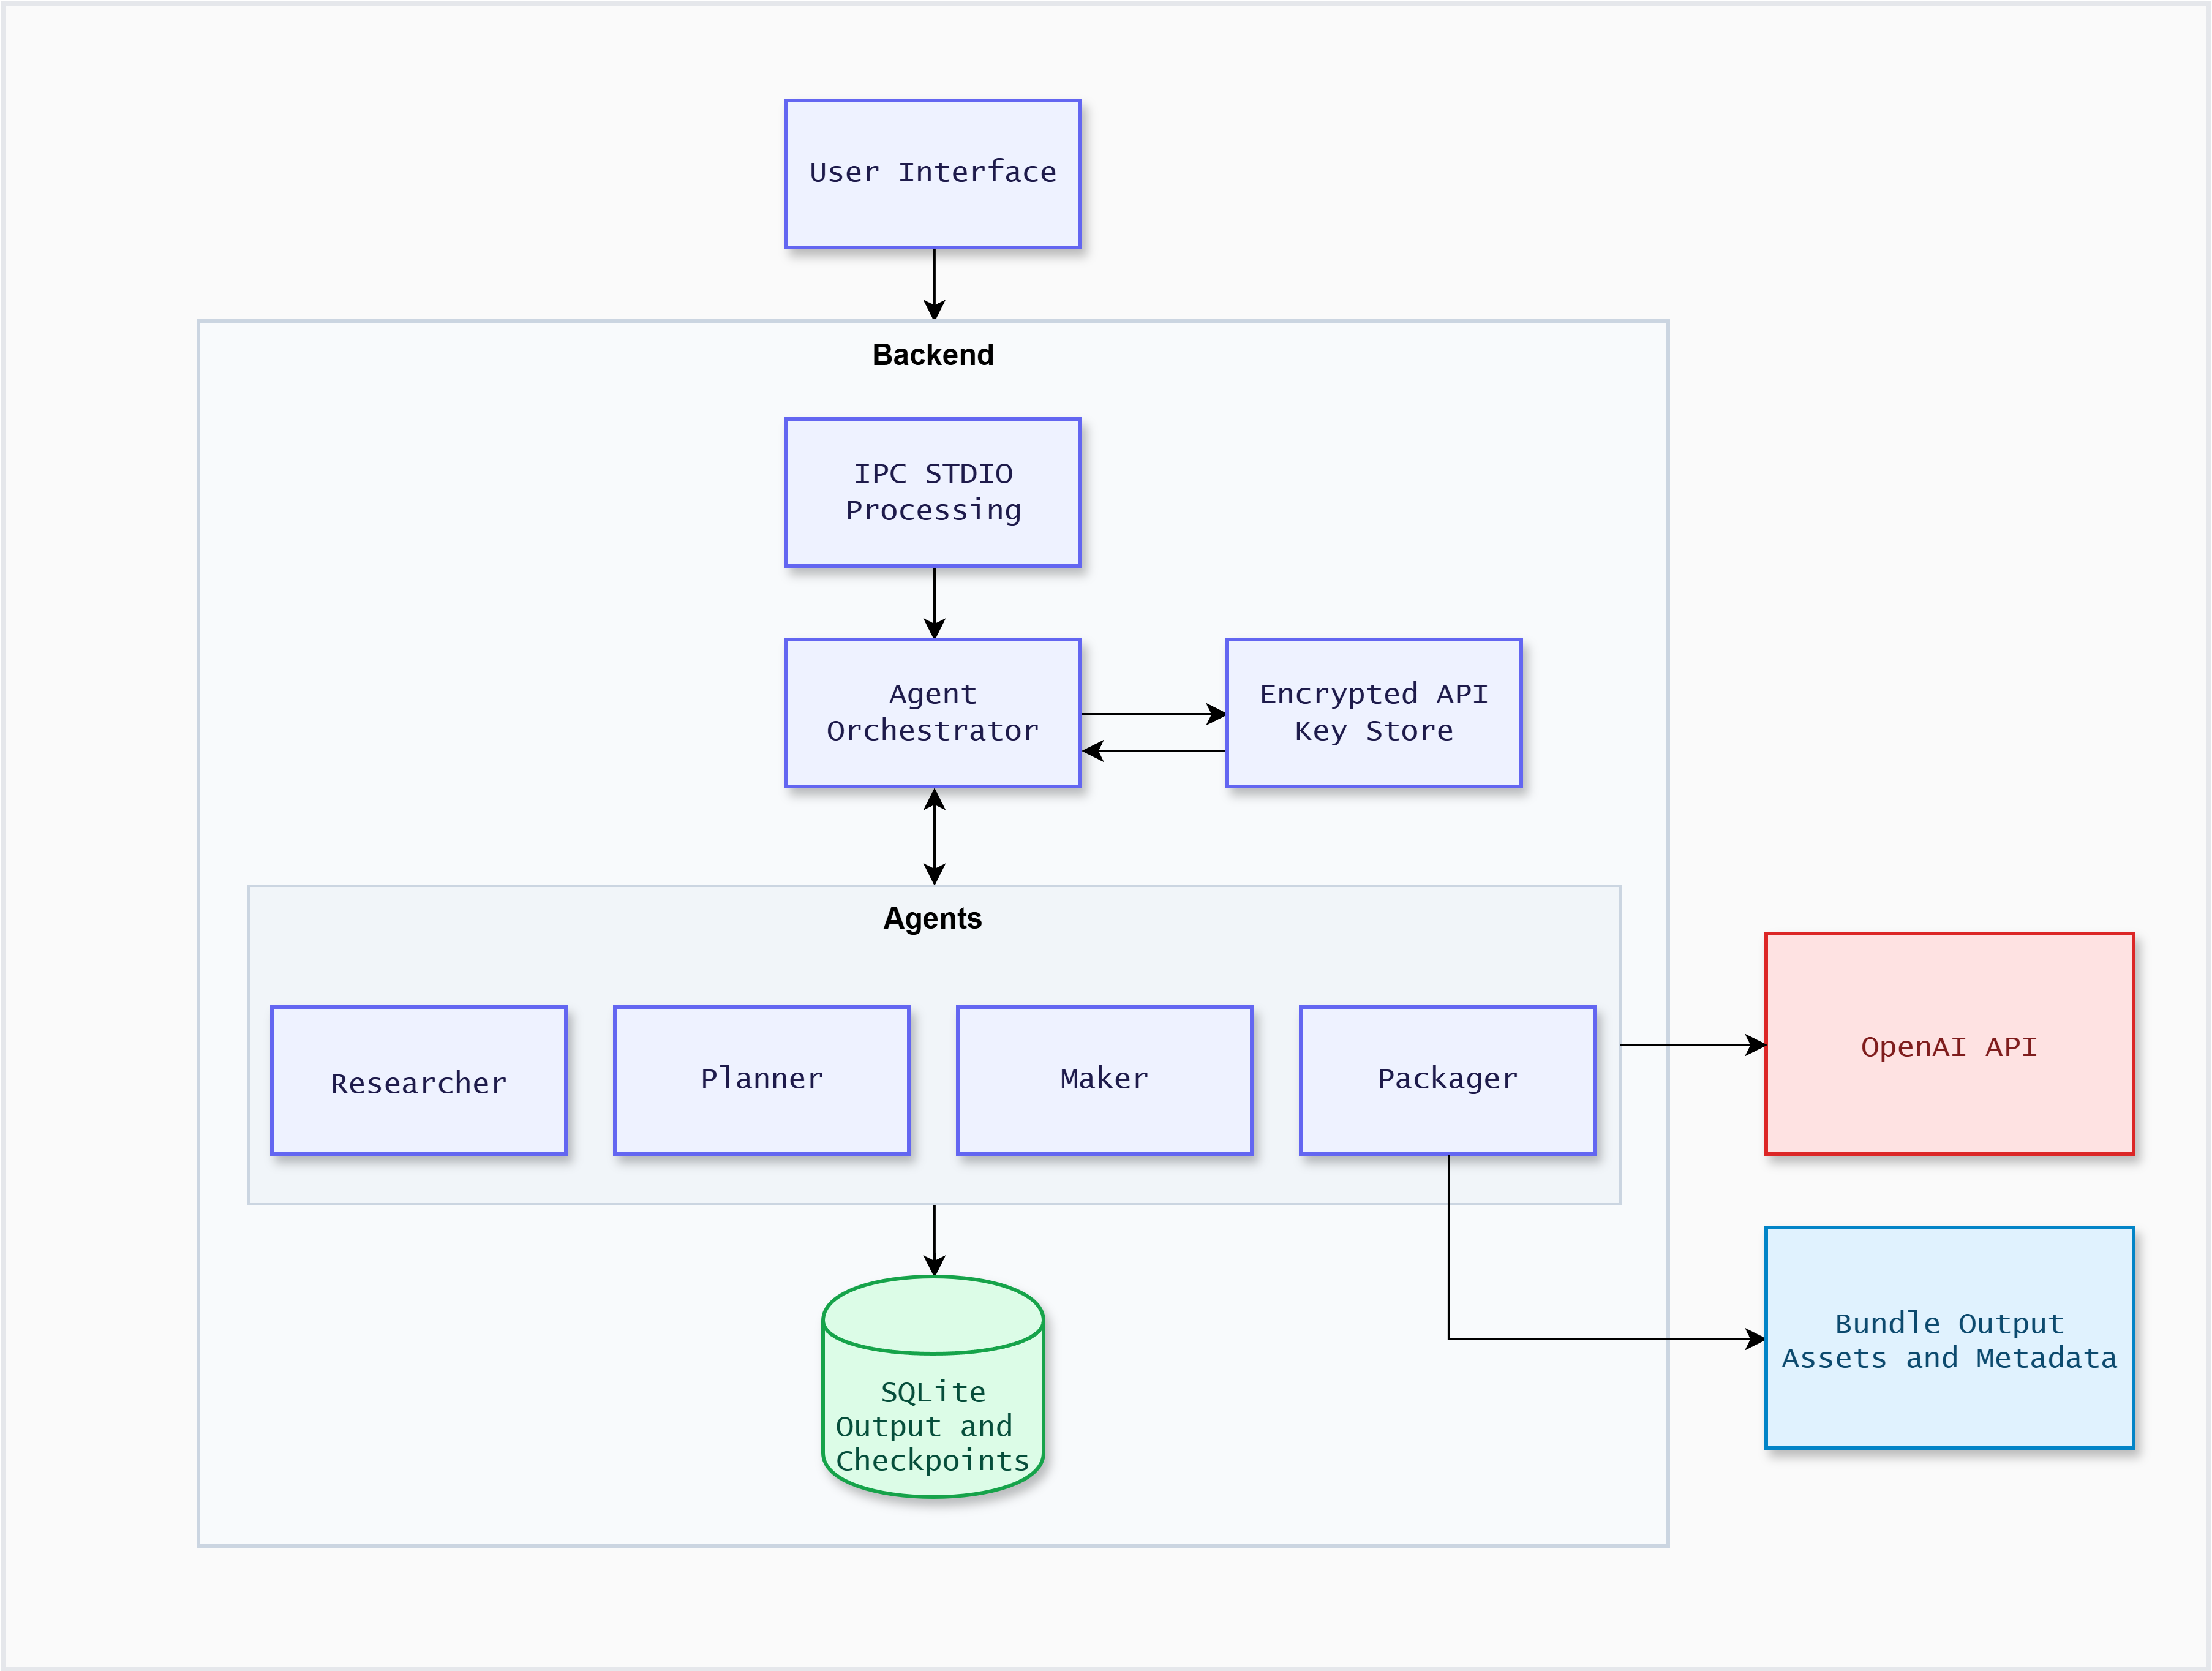 User Interface
Backend
IPC STDIO
Processing
Agent
Orchestrator
Encrypted API
Key Store
Agents
Researcher
Planner
Maker
Packager
OpenAI API
Bundle Output
Assets and Metadata
SQLite
Output and
Checkpoints